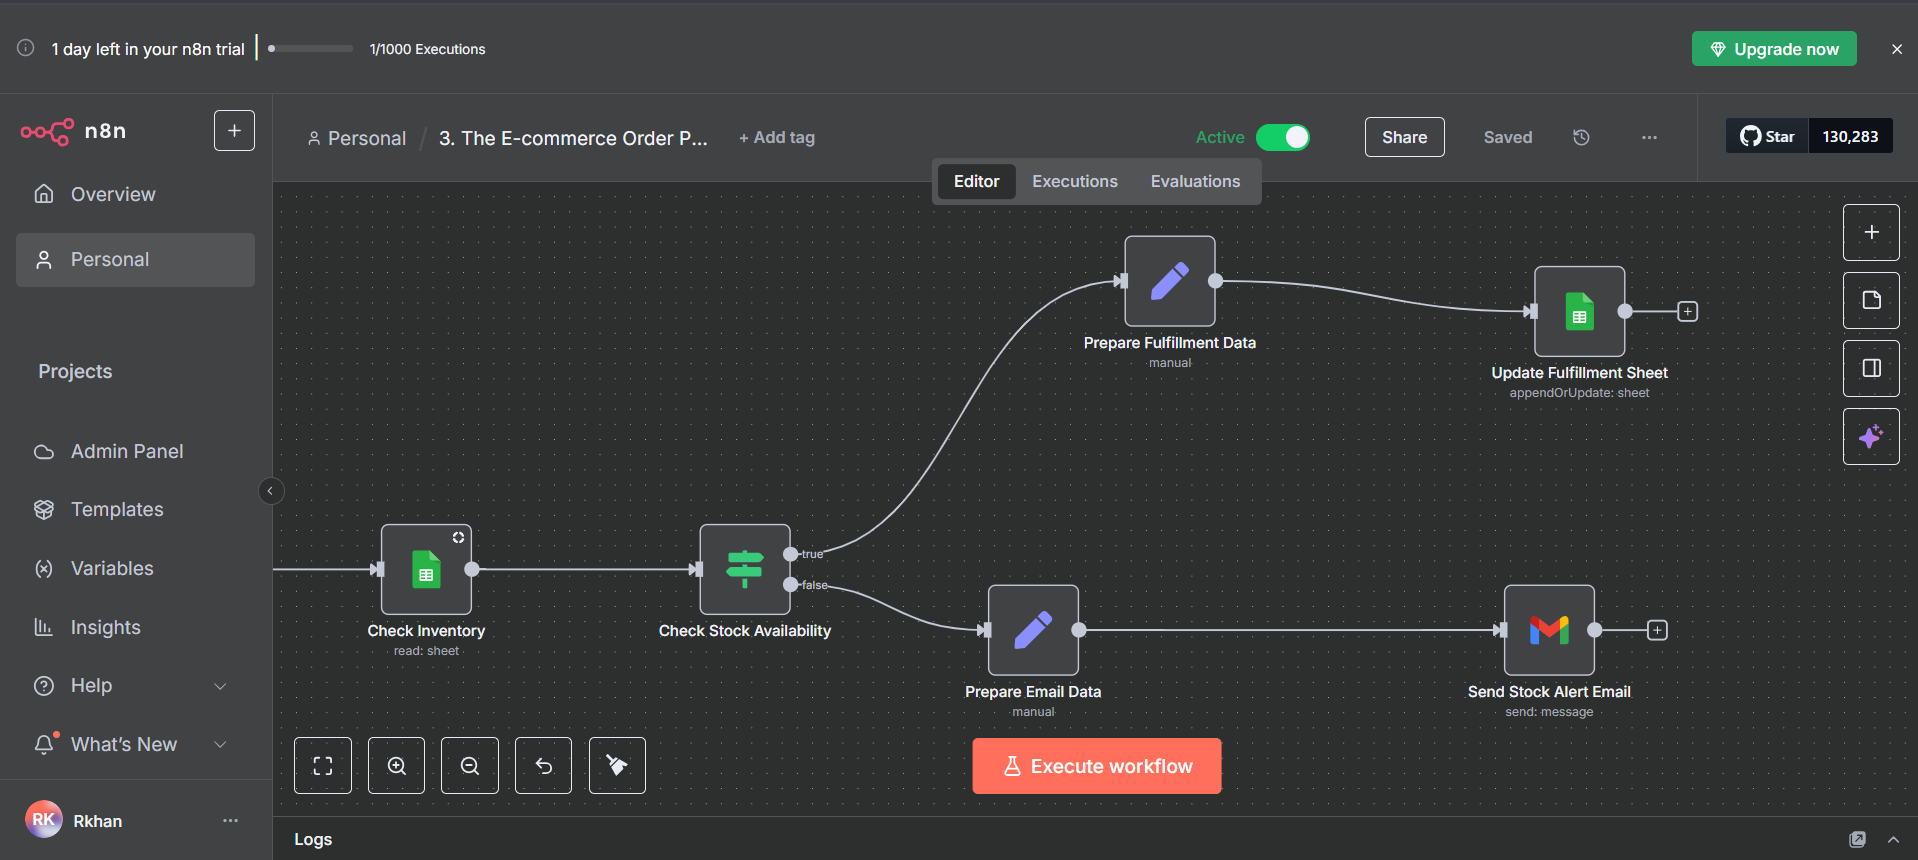 1 day left in your n8n trial
1/1000 Executions
Upgrade now
n8n
Personal / 3. The E-commerce Order P...
+ Add tag
Active
Share
Saved
Star
130,283
Editor
Executions
Evaluations
Overview
Personal
Projects
Admin Panel
Templates
Variables
Insights
Help
What's New
RK
Rkhan
Prepare Fulfillment Data
manual
Update Fulfillment Sheet
appendOrUpdate: sheet
Check Inventory
read: sheet
Check Stock Availability
true
false
Prepare Email Data
manual
Send Stock Alert Email
send: message
Execute workflow
Logs